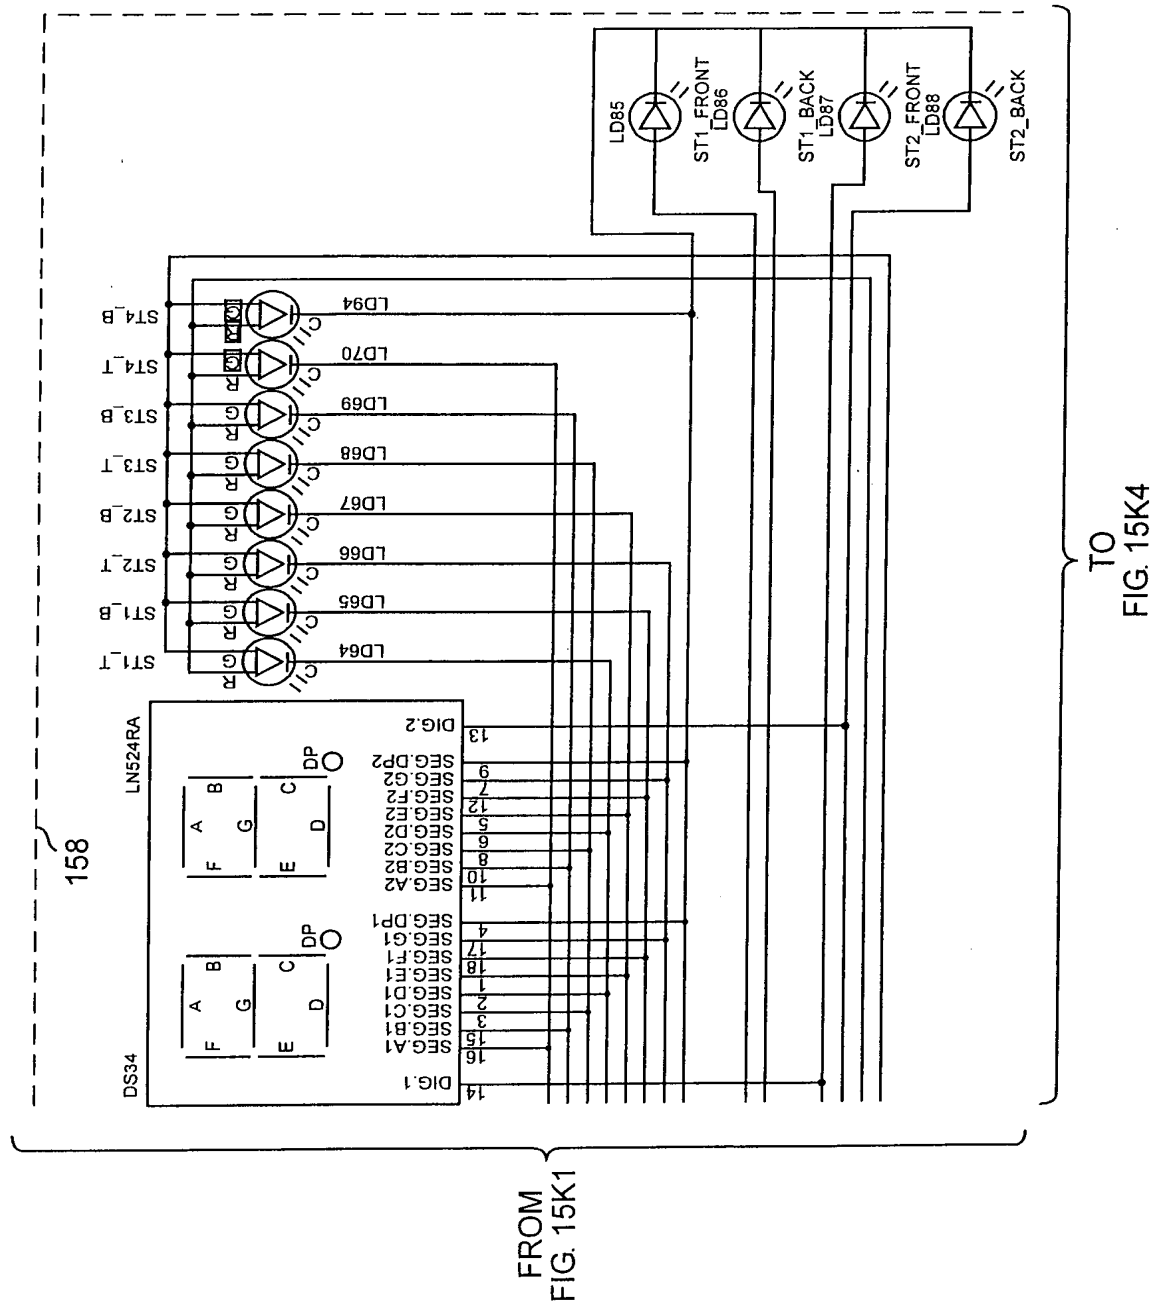 158
DS34
LN524RA
A
B
C
D
E
F
G
DP
A
B
C
D
E
F
G
DP
DIG.1
14
SEG.A1
16
SEG.B1
15
SEG.C1
3
SEG.D1
2
SEG.E1
1
SEG.F1
18
SEG.G1
17
SEG.DP1
4
SEG.A2
11
SEG.B2
10
SEG.C2
8
SEG.D2
6
SEG.E2
5
SEG.F2
12
SEG.G2
7
SEG.DP2
9
DIG.2
13
ST1_T
R
G
C
LD64
ST1_B
R
G
C
LD65
ST2_T
R
G
C
LD66
ST2_B
R
G
C
LD67
ST3_T
R
G
C
LD68
ST3_B
R
G
C
LD69
ST4_T
R
G
C
LD70
ST4_B
R
G
C
LD94
LD85
ST1_FRONT
LD86
ST1_BACK
LD87
ST2_FRONT
LD88
ST2_BACK
FROM
FIG. 15K1
TO
FIG. 15K4